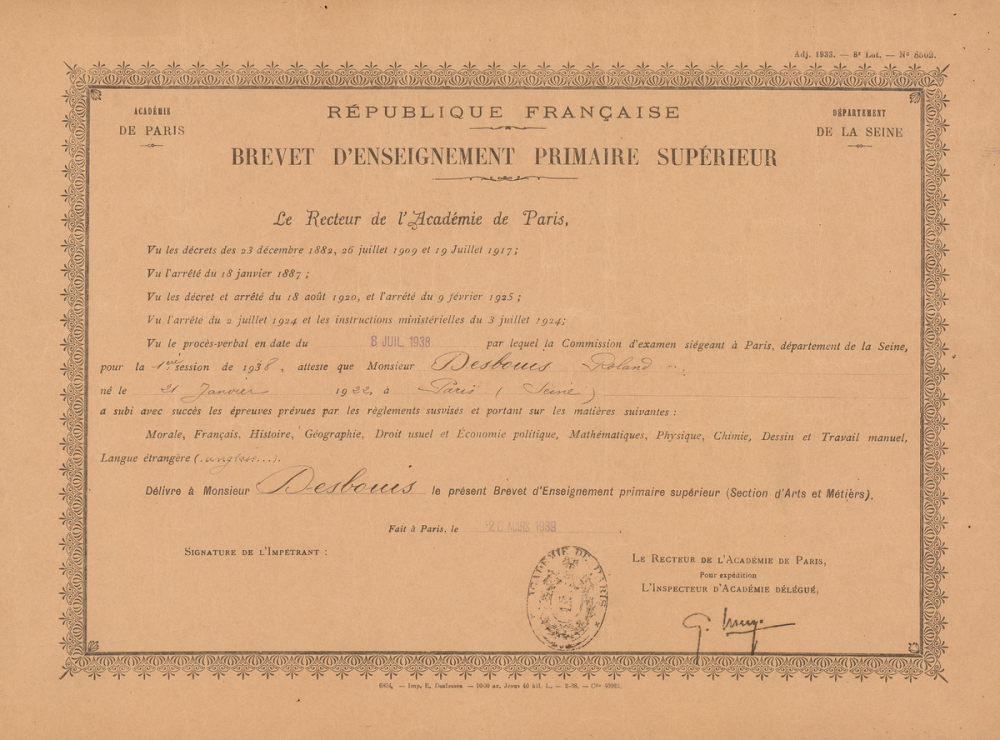 Adj. 1933. — 8e Lot. — No 8502.
ACADÉMIE
DE PARIS
RÉPUBLIQUE FRANÇAISE
DÉPARTEMENT
DE LA SEINE
BREVET D'ENSEIGNEMENT PRIMAIRE SUPÉRIEUR
Le Recteur de l'Académie de Paris,
Vu les décrets des 23 décembre 1882, 26 juillet 1909 et 19 Juillet 1917;
Vu l'arrêté du 18 janvier 1887;
Vu les décret et arrêté du 18 août 1920, et l'arrêté du 9 février 1925;
Vu l'arrêté du 2 juillet 1924 et les instructions ministérielles du 3 juillet 1924;
Vu le procès-verbal en date du 8 JUIL 1938 par lequel la Commission d'examen siégeant à Paris, département de la Seine,
pour la 1re session de 1938, atteste que Monsieur Desbouis Roland
né le 21 Janvier 1922, à Paris (Seine)
a subi avec succès les épreuves prévues par les règlements susvisés et portant sur les matières suivantes :
Morale, Français, Histoire, Géographie, Droit usuel et Économie politique, Mathématiques, Physique, Chimie, Dessin et Travail manuel,
Langue étrangère (anglais...).
Délivré à Monsieur Desbouis le présent Brevet d'Enseignement primaire supérieur (Section d'Arts et Métiers).
Fait à Paris, le 20 MARS 1939
SIGNATURE DE L'IMPÉTRANT :
ACADÉMIE DE PARIS
LE RECTEUR DE L'ACADÉMIE DE PARIS,
Pour expédition
L'INSPECTEUR D'ACADÉMIE DÉLÉGUÉ,